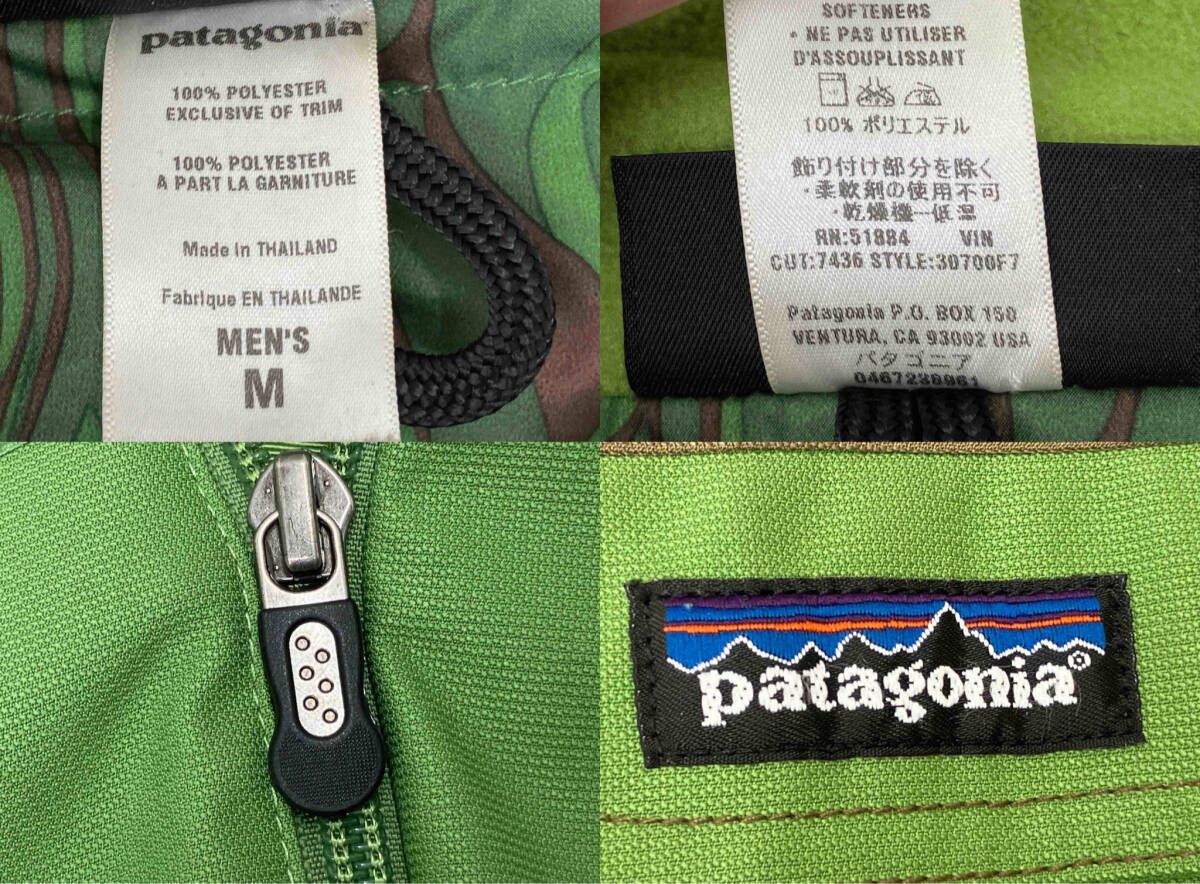 patagonia®
100% POLYESTER
EXCLUSIVE OF TRIM
100% POLYESTER
A PART LA GARNITURE
Made in THAILAND
Fabrique EN THAILANDE
MEN'S
M
SOFTENERS
• NE PAS UTILISER
D'ASSOUPLISSANT
100% ポリエステル
飾り付け部分を除く
・柔軟剤の使用不可
・乾燥機ー低温
RN:51884 VIN
CUT:7436 STYLE:30700F7
Patagonia P.O. BOX 150
VENTURA, CA 93002 USA
パタゴニア
0467238961
patagonia®